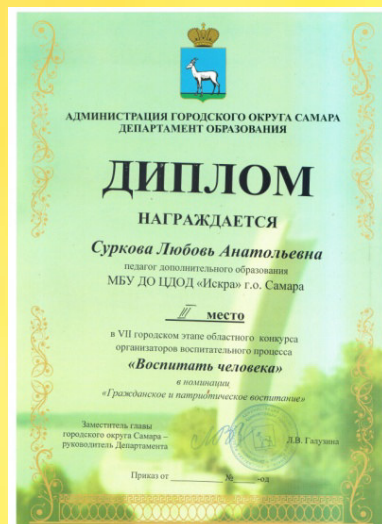 АДМИНИСТРАЦИЯ ГОРОДСКОГО ОКРУГА САМАРА
ДЕПАРТАМЕНТ ОБРАЗОВАНИЯ
ДИПЛОМ
НАГРАЖДАЕТСЯ
Суркова Любовь Анатольевна
педагог дополнительного образования
МБУ ДО ЦДОД «Искра» г.о. Самара
III место
в VII городском этапе областного конкурса
организаторов воспитательного процесса
«Воспитать человека»
в номинации
«Гражданское и патриотическое воспитание»
Заместитель главы
городского округа Самара –
руководитель Департамента
Л.В. Галузина
Приказ от ________ № ____-од